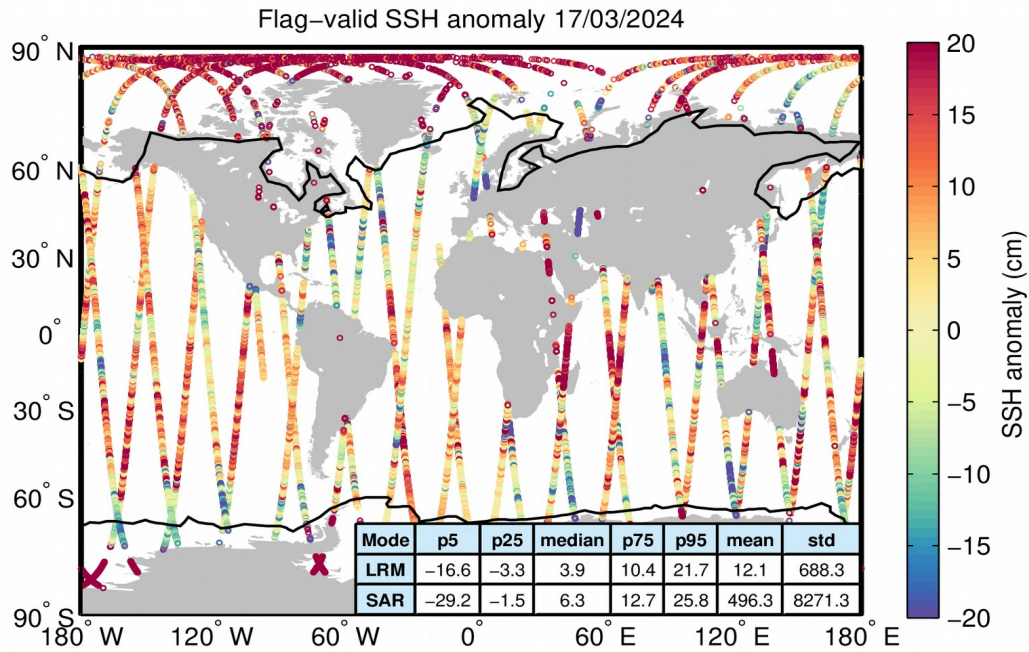 Flag−valid SSH anomaly 17/03/2024
90° N
60° N
30° N
0°
30° S
60° S
90° S
180° W 120° W 60° W 0° 60° E 120° E 180° E
Mode p5 p25 median p75 p95 mean std
LRM −16.6 −3.3 3.9 10.4 21.7 12.1 688.3
SAR −29.2 −1.5 6.3 12.7 25.8 496.3 8271.3
20
15
10
5
0
−5
−10
−15
−20
SSH anomaly (cm)